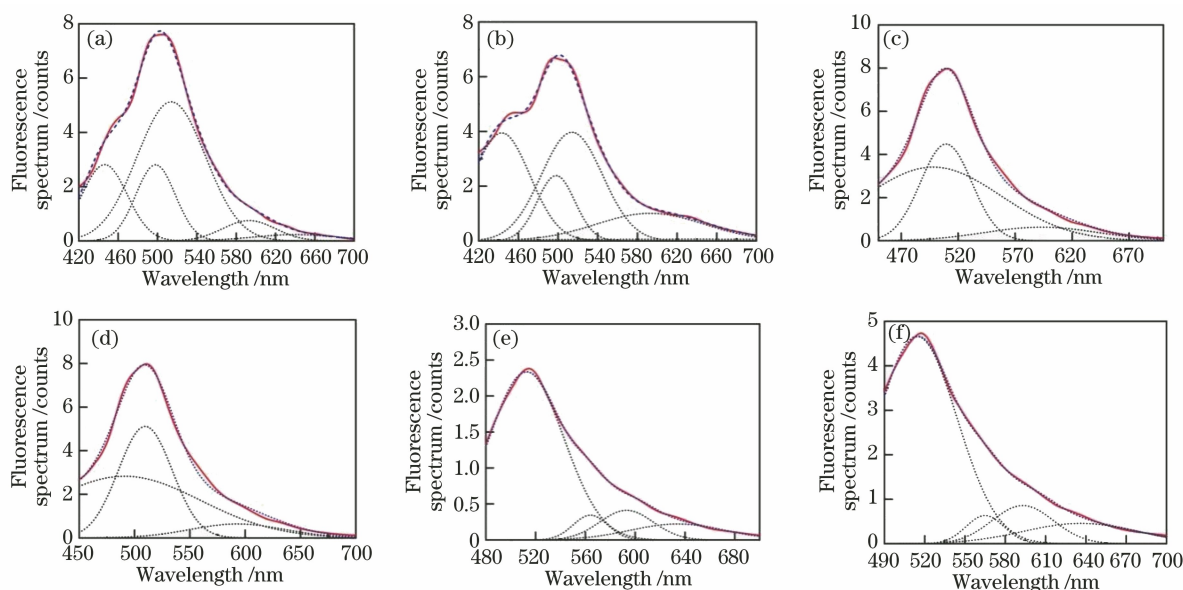 (a)
Fluorescence
spectrum /counts
8
6
4
2
0
420 460 500 540 580 620 660 700
Wavelength /nm
(b)
Fluorescence
spectrum /counts
8
6
4
2
0
420 460 500 540 580 620 660 700
Wavelength /nm
(c)
Fluorescence
spectrum /counts
10
8
6
4
2
0
470 520 570 620 670
Wavelength /nm
(d)
Fluorescence
spectrum /counts
10
8
6
4
2
0
450 500 550 600 650 700
Wavelength /nm
(e)
Fluorescence
spectrum /counts
3.0
2.5
2.0
1.5
1.0
0.5
0
480 520 560 600 640 680
Wavelength /nm
(f)
Fluorescence
spectrum /counts
5
4
3
2
1
0
490 520 550 580 610 640 670 700
Wavelength /nm